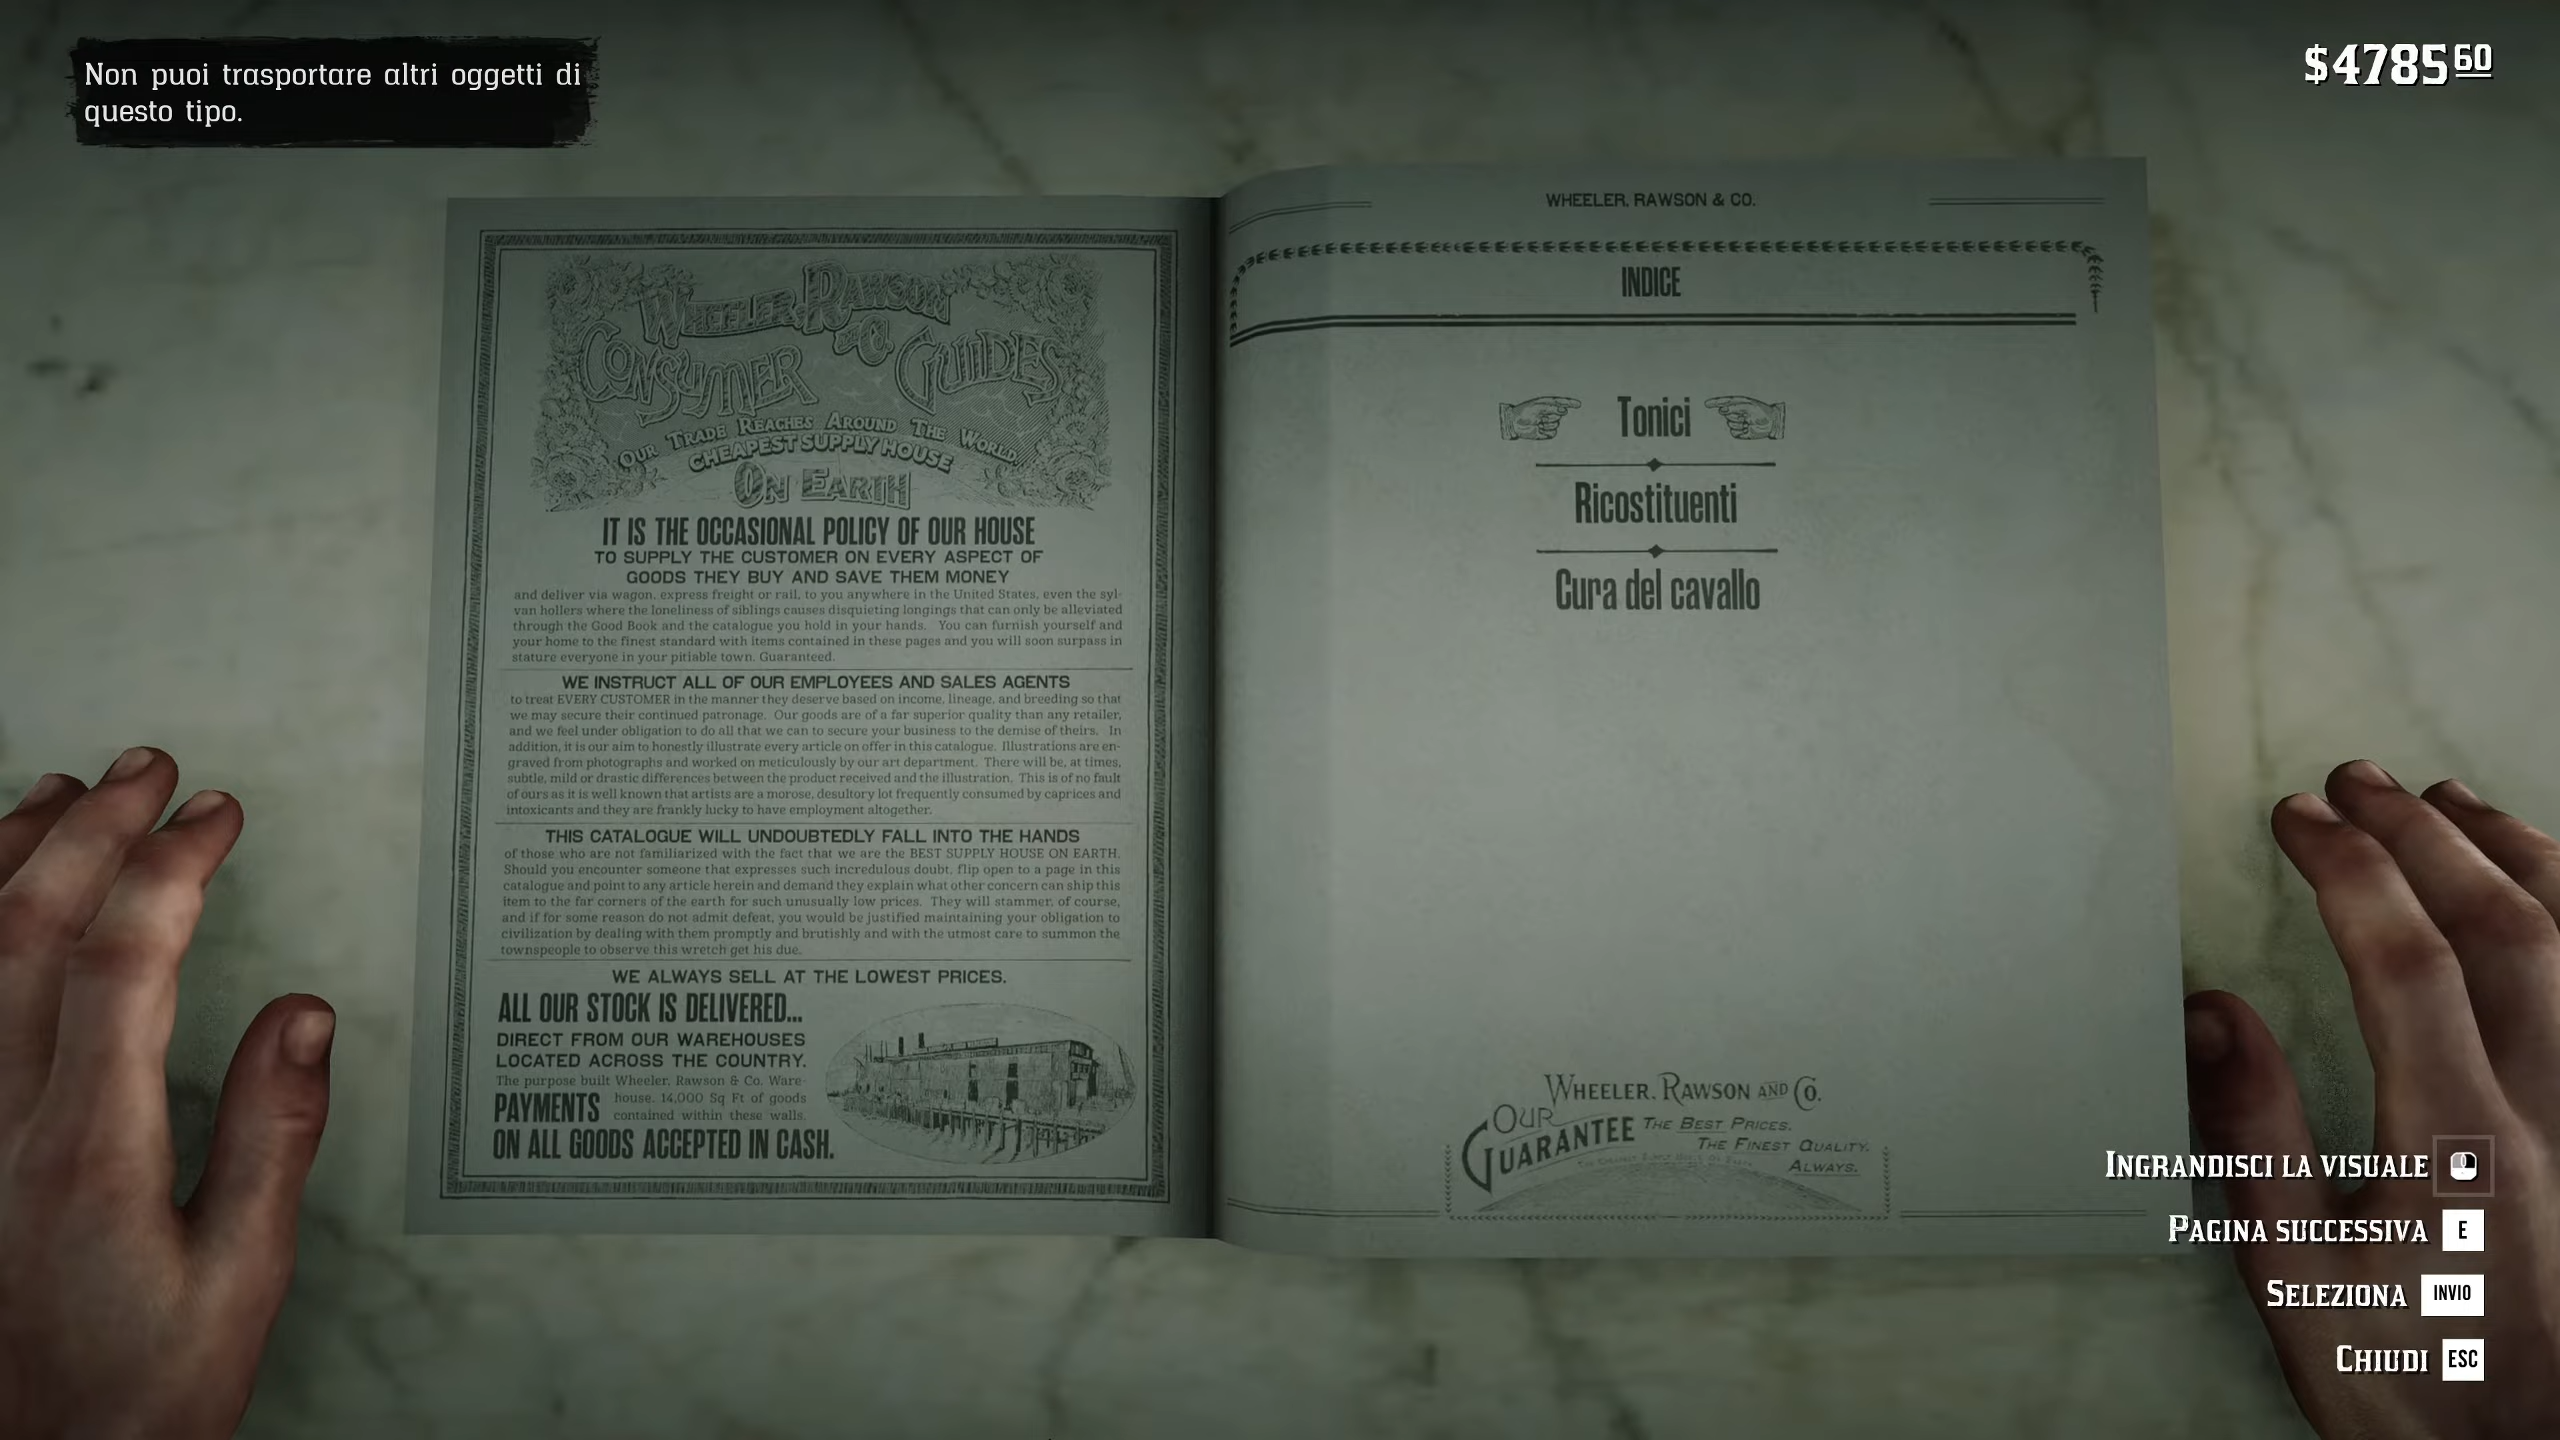 Non puoi trasportare altri oggetti di
questo tipo.
$4785 60
WHEELER, RAWSON
& Co.
CONSUMER GUIDES
OUR TRADE REACHES AROUND THE WORLD.
CHEAPEST SUPPLY HOUSE
ON EARTH
IT IS THE OCCASIONAL POLICY OF OUR HOUSE
TO SUPPLY THE CUSTOMER ON EVERY ASPECT OF
GOODS THEY BUY AND SAVE THEM MONEY
and deliver via wagon, express freight or rail, to you anywhere in the United States, even the syl-
van hollers where the loneliness of siblings causes disquieting longings that can only be alleviated
through the Good Book and the catalogue you hold in your hands. You can furnish yourself and
your home to the finest standard with items contained in these pages and you will soon surpass in
stature everyone in your pitiable town. Guaranteed.
WE INSTRUCT ALL OF OUR EMPLOYEES AND SALES AGENTS
to treat EVERY CUSTOMER in the manner they deserve based on income, lineage, and breeding so that
we may secure their continued patronage. Our goods are of a far superior quality than any retailer,
and we feel under obligation to do all that we can to secure your business to the demise of theirs. In
addition, it is our aim to honestly illustrate every article on offer in this catalogue. Illustrations are en-
graved from photographs and worked on meticulously by our art department. There will be, at times,
subtle, mild or drastic differences between the product received and the illustration. This is of no fault
of ours as it is well known that artists are a morose, desultory lot frequently consumed by caprices and
intoxicants and they are frankly lucky to have employment altogether.
THIS CATALOGUE WILL UNDOUBTEDLY FALL INTO THE HANDS
of those who are not familiarized with the fact that we are the BEST SUPPLY HOUSE ON EARTH.
Should you encounter someone that expresses such incredulous doubt, flip open to a page in this
catalogue and point to any article herein and demand they explain what other concern can ship this
item to the far corners of the earth for such unusually low prices. They will stammer, of course,
and if for some reason do not admit defeat, you would be justified maintaining your obligation to
civilization by dealing with them promptly and brutishly and with the utmost care to summon the
townspeople to observe this wretch get his due.
WE ALWAYS SELL AT THE LOWEST PRICES.
ALL OUR STOCK IS DELIVERED...
DIRECT FROM OUR WAREHOUSES
LOCATED ACROSS THE COUNTRY.
The purpose built Wheeler, Rawson & Co. Ware-
house. 14,000 Sq Ft of goods
contained within these walls.
PAYMENTS
ON ALL GOODS ACCEPTED IN CASH.
WHEELER, RAWSON & CO.
INDICE
Tonici
Ricostituenti
Cura del cavallo
WHEELER, RAWSON AND CO.
OUR
GUARANTEE
THE BEST PRICES.
THE FINEST QUALITY.
ALWAYS.
INGRANDISCI LA VISUALE
PAGINA SUCCESSIVA E
SELEZIONA INVIO
CHIUDI ESC